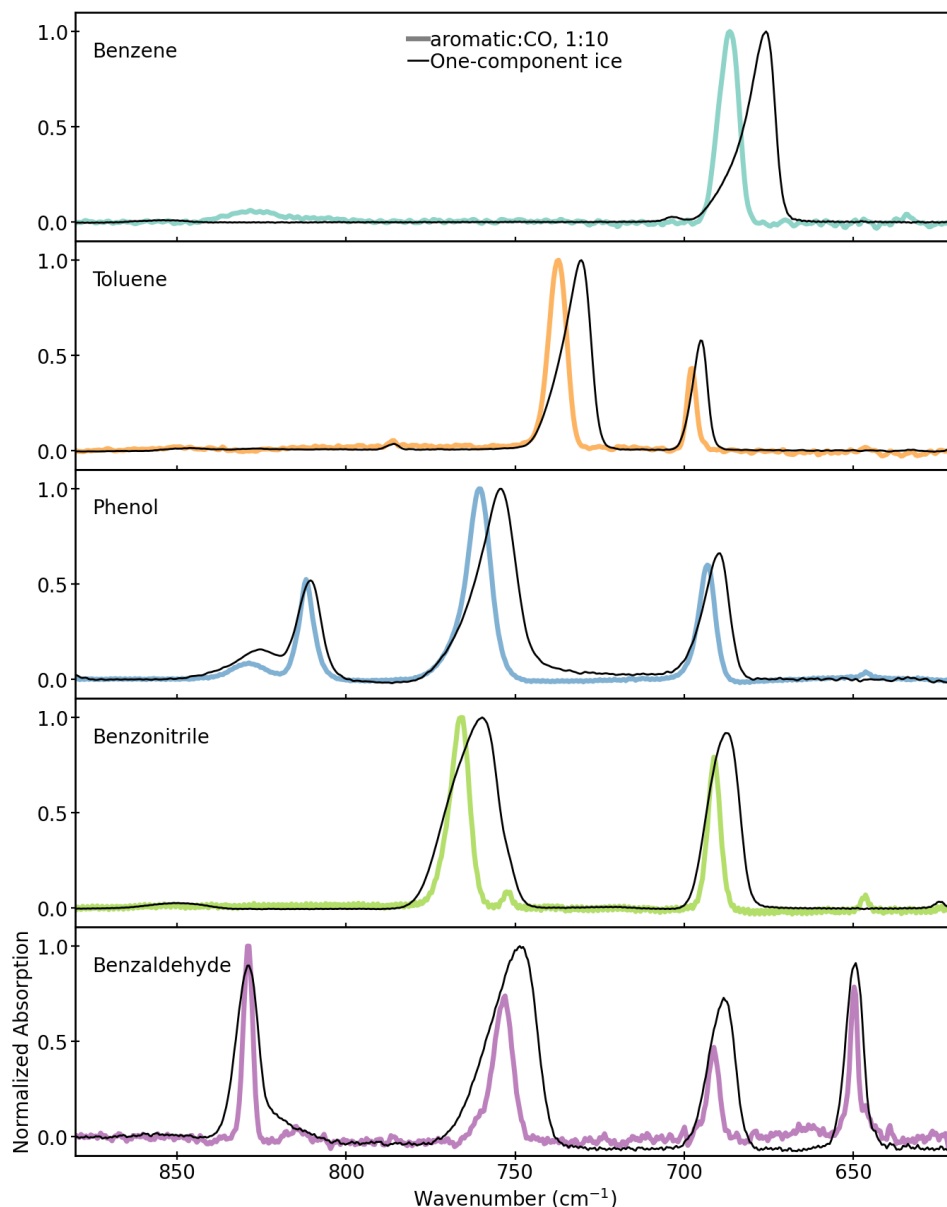 Benzene
aromatic:CO, 1:10
One-component ice
1.0
0.5
0.0
Toluene
1.0
0.5
0.0
Phenol
1.0
0.5
0.0
Benzonitrile
1.0
0.5
0.0
Benzaldehyde
1.0
0.5
0.0
Normalized Absorption
850 800 750 700 650
Wavenumber (cm⁻¹)